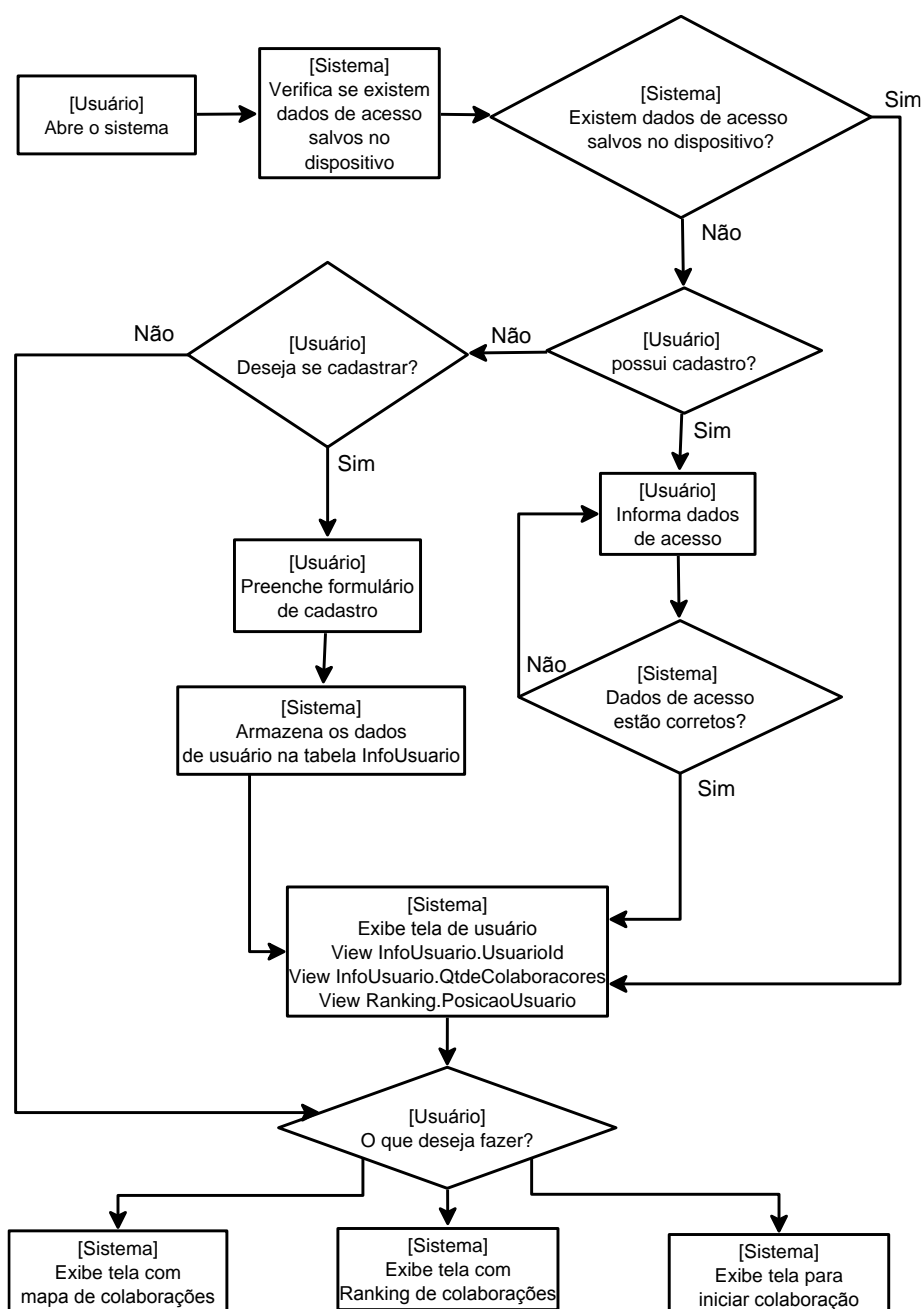 [Usuário]
Abre o sistema
[Sistema]
Verifica se existem
dados de acesso
salvos no
dispositivo
[Sistema]
Existem dados de acesso
salvos no dispositivo?
Sim
Não
[Usuário]
possui cadastro?
Não
[Usuário]
Deseja se cadastrar?
Não
Sim
Sim
[Usuário]
Informa dados
de acesso
[Usuário]
Preenche formulário
de cadastro
[Sistema]
Dados de acesso
estão corretos?
Não
Sim
[Sistema]
Armazena os dados
de usuário na tabela InfoUsuario
[Sistema]
Exibe tela de usuário
View InfoUsuario.UsuarioId
View InfoUsuario.QtdeColaboracores
View Ranking.PosicaoUsuario
[Usuário]
O que deseja fazer?
[Sistema]
Exibe tela com
mapa de colaborações
[Sistema]
Exibe tela com
Ranking de colaborações
[Sistema]
Exibe tela para
iniciar colaboração